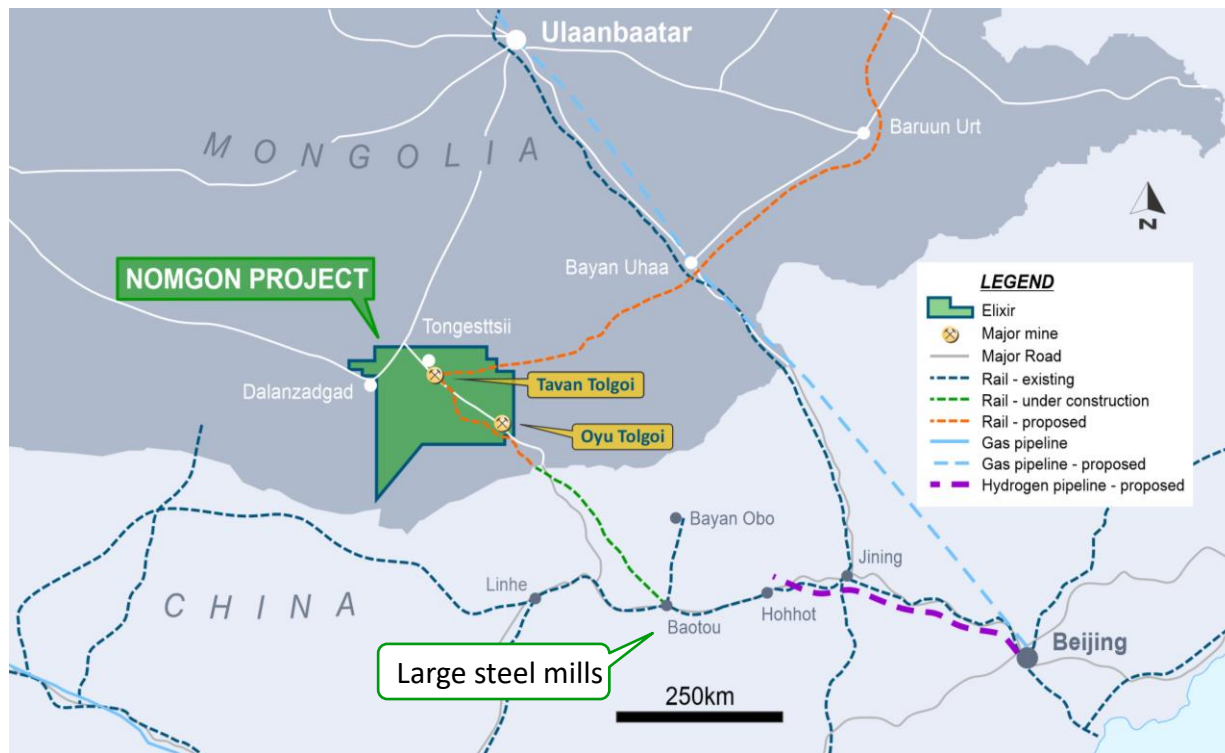 Ulaanbaatar
MONGOLIA
Baruun Urt
N
NOMGON PROJECT
Bayan Uhaa
Tongesttsii
Dalanzadgad
Tavan Tolgoi
Oyu Tolgoi
LEGEND
Elixir
Major mine
Major Road
Rail - existing
Rail - under construction
Rail - proposed
Gas pipeline
Gas pipeline - proposed
Hydrogen pipeline - proposed
Bayan Obo
Jining
Linhe
CHINA
Hohhot
Baotou
Beijing
Large steel mills
250km